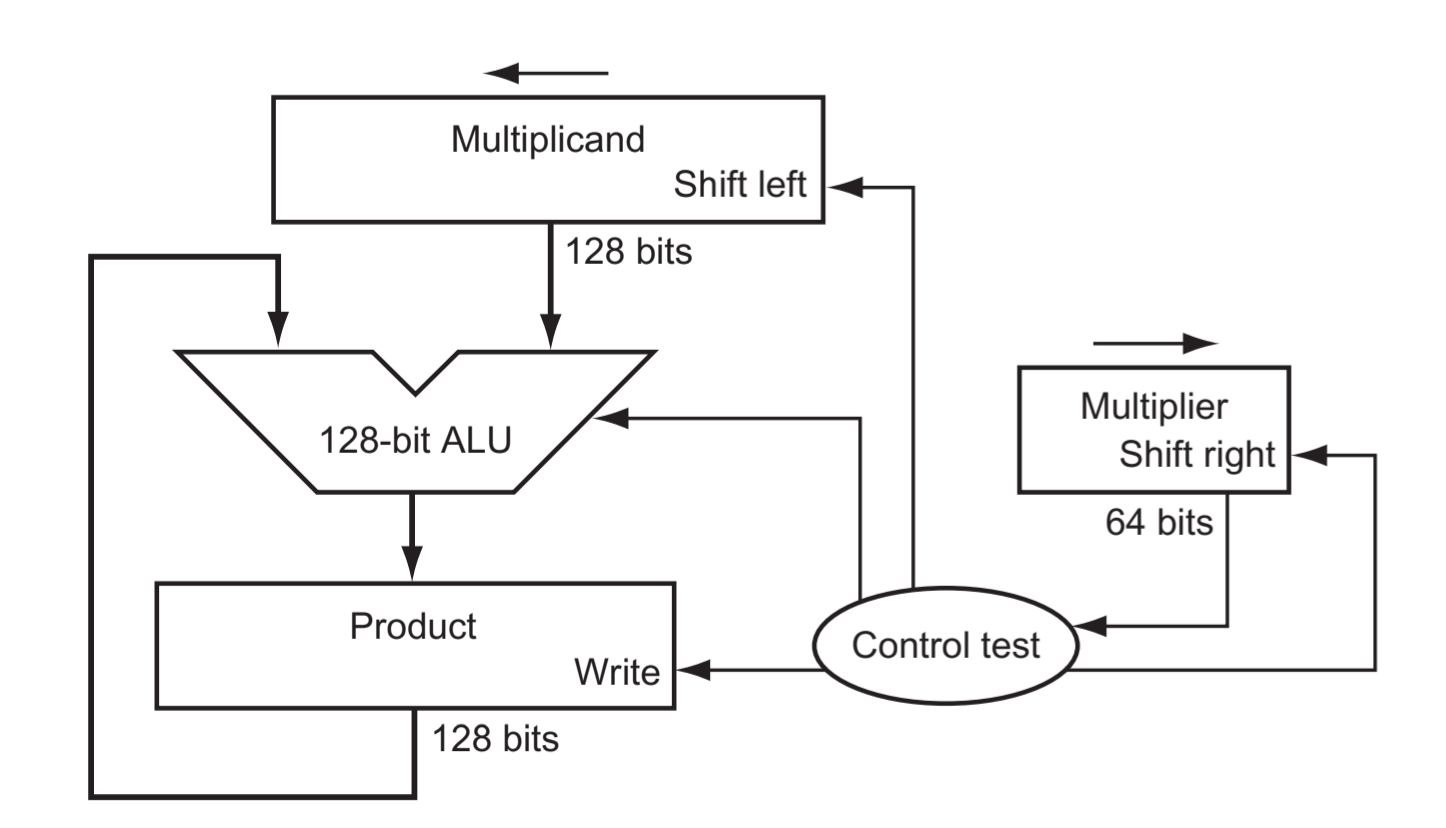 Multiplicand
Shift left
128 bits
128-bit ALU
Multiplier
Shift right
64 bits
Product
Write
Control test
128 bits